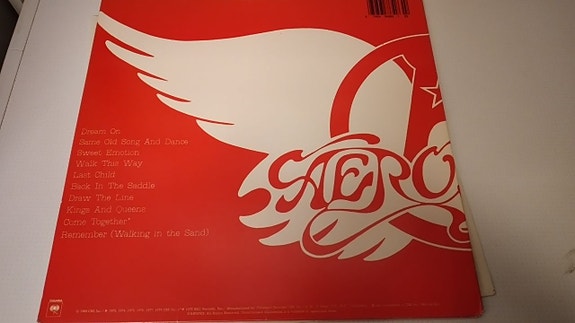 Dream On
Same Old Song And Dance
Sweet Emotion
Walk This Way
Last Child
Back In The Saddle
Draw The Line
Kings And Queens
Come Together*
Remember (Walking in the Sand)
AERO